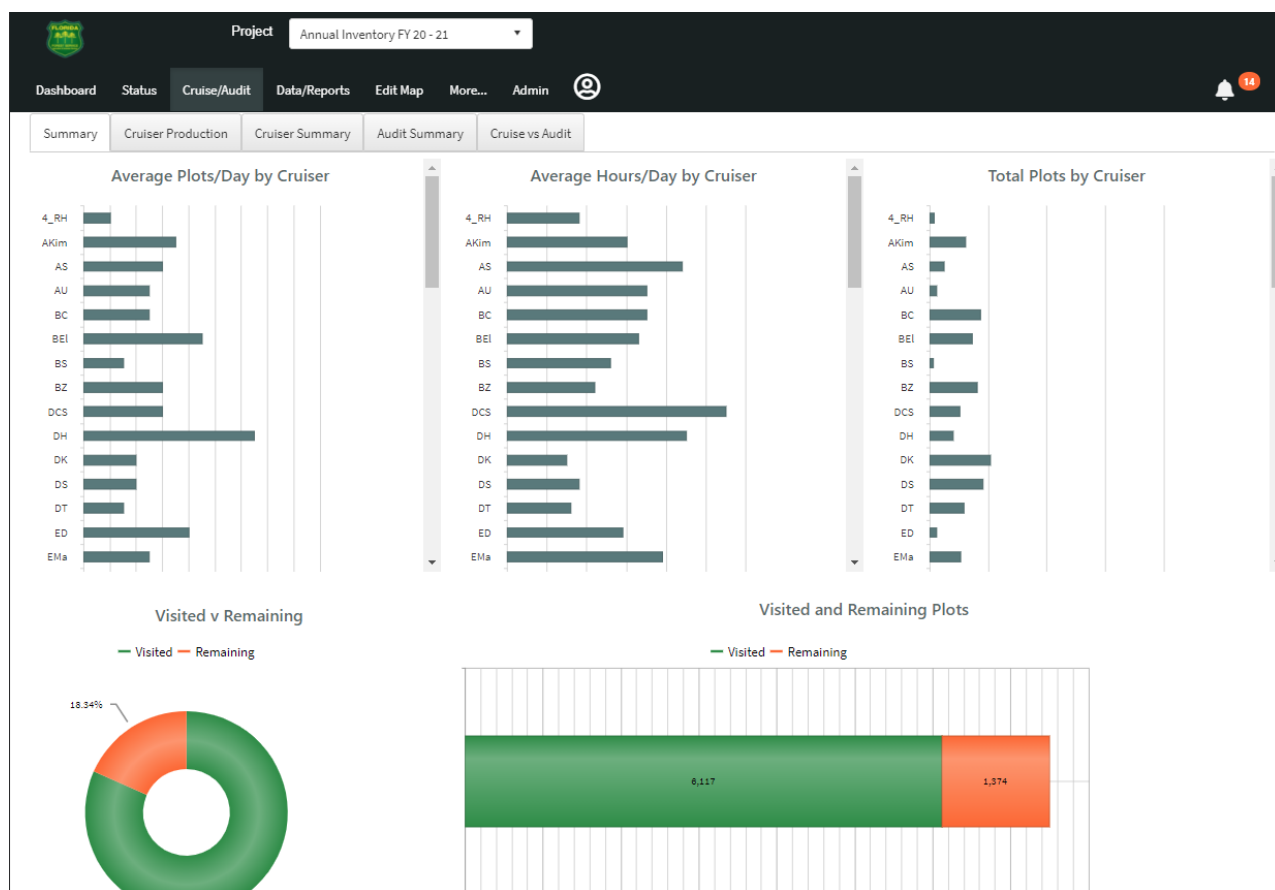 FLORIDA
Project
Annual Inventory FY 20 - 21
Dashboard Status Cruise/Audit Data/Reports Edit Map More... Admin
14
Summary Cruiser Production Cruiser Summary Audit Summary Cruise vs Audit
Average Plots/Day by Cruiser
4_RH
AKim
AS
AU
BC
BEl
BS
BZ
DCS
DH
DK
DS
DT
ED
EMa
Average Hours/Day by Cruiser
4_RH
AKim
AS
AU
BC
BEl
BS
BZ
DCS
DH
DK
DS
DT
ED
EMa
Total Plots by Cruiser
4_RH
AKim
AS
AU
BC
BEl
BS
BZ
DCS
DH
DK
DS
DT
ED
EMa
Visited v Remaining
Visited Remaining
18.34%
Visited and Remaining Plots
Visited Remaining
6,117
1,374